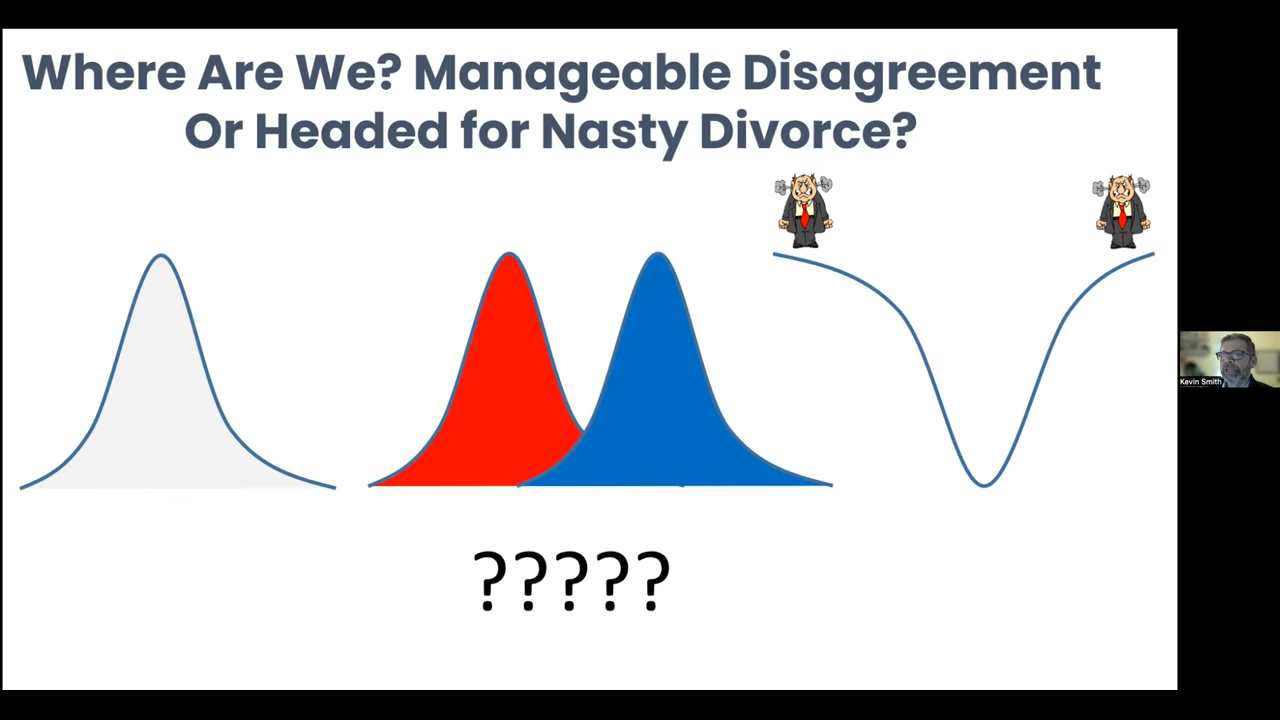 Where Are We? Manageable Disagreement
Or Headed for Nasty Divorce?
?????
Kevin Smith